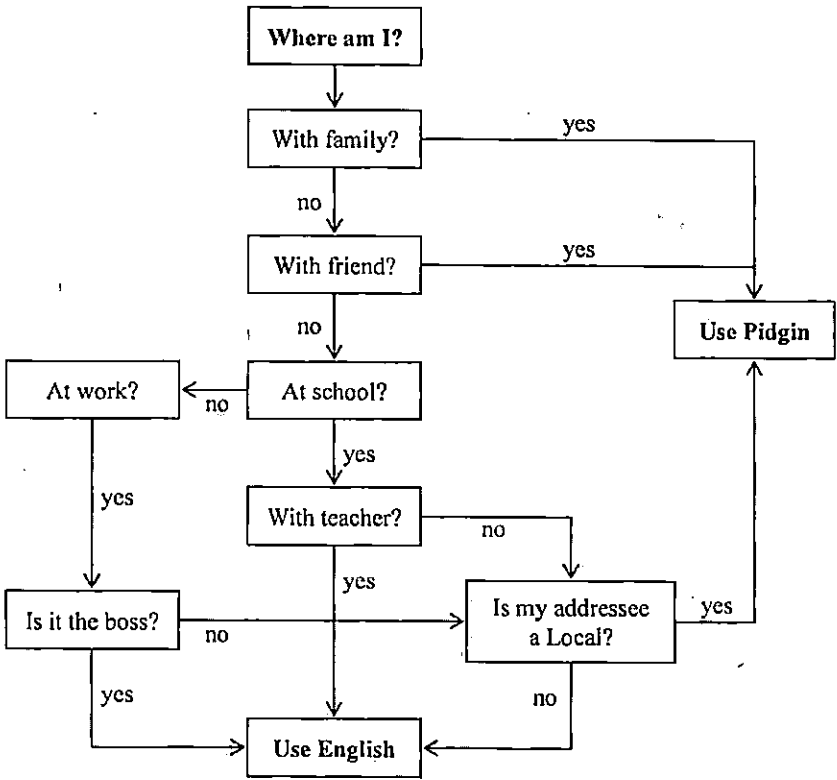 Where am I?
With family?
yes
no
With friend?
yes
no
Use Pidgin
At work?
no
At school?
yes
yes
With teacher?
no
yes
Is it the boss?
no
Is my addressee
a Local?
yes
yes
no
Use English